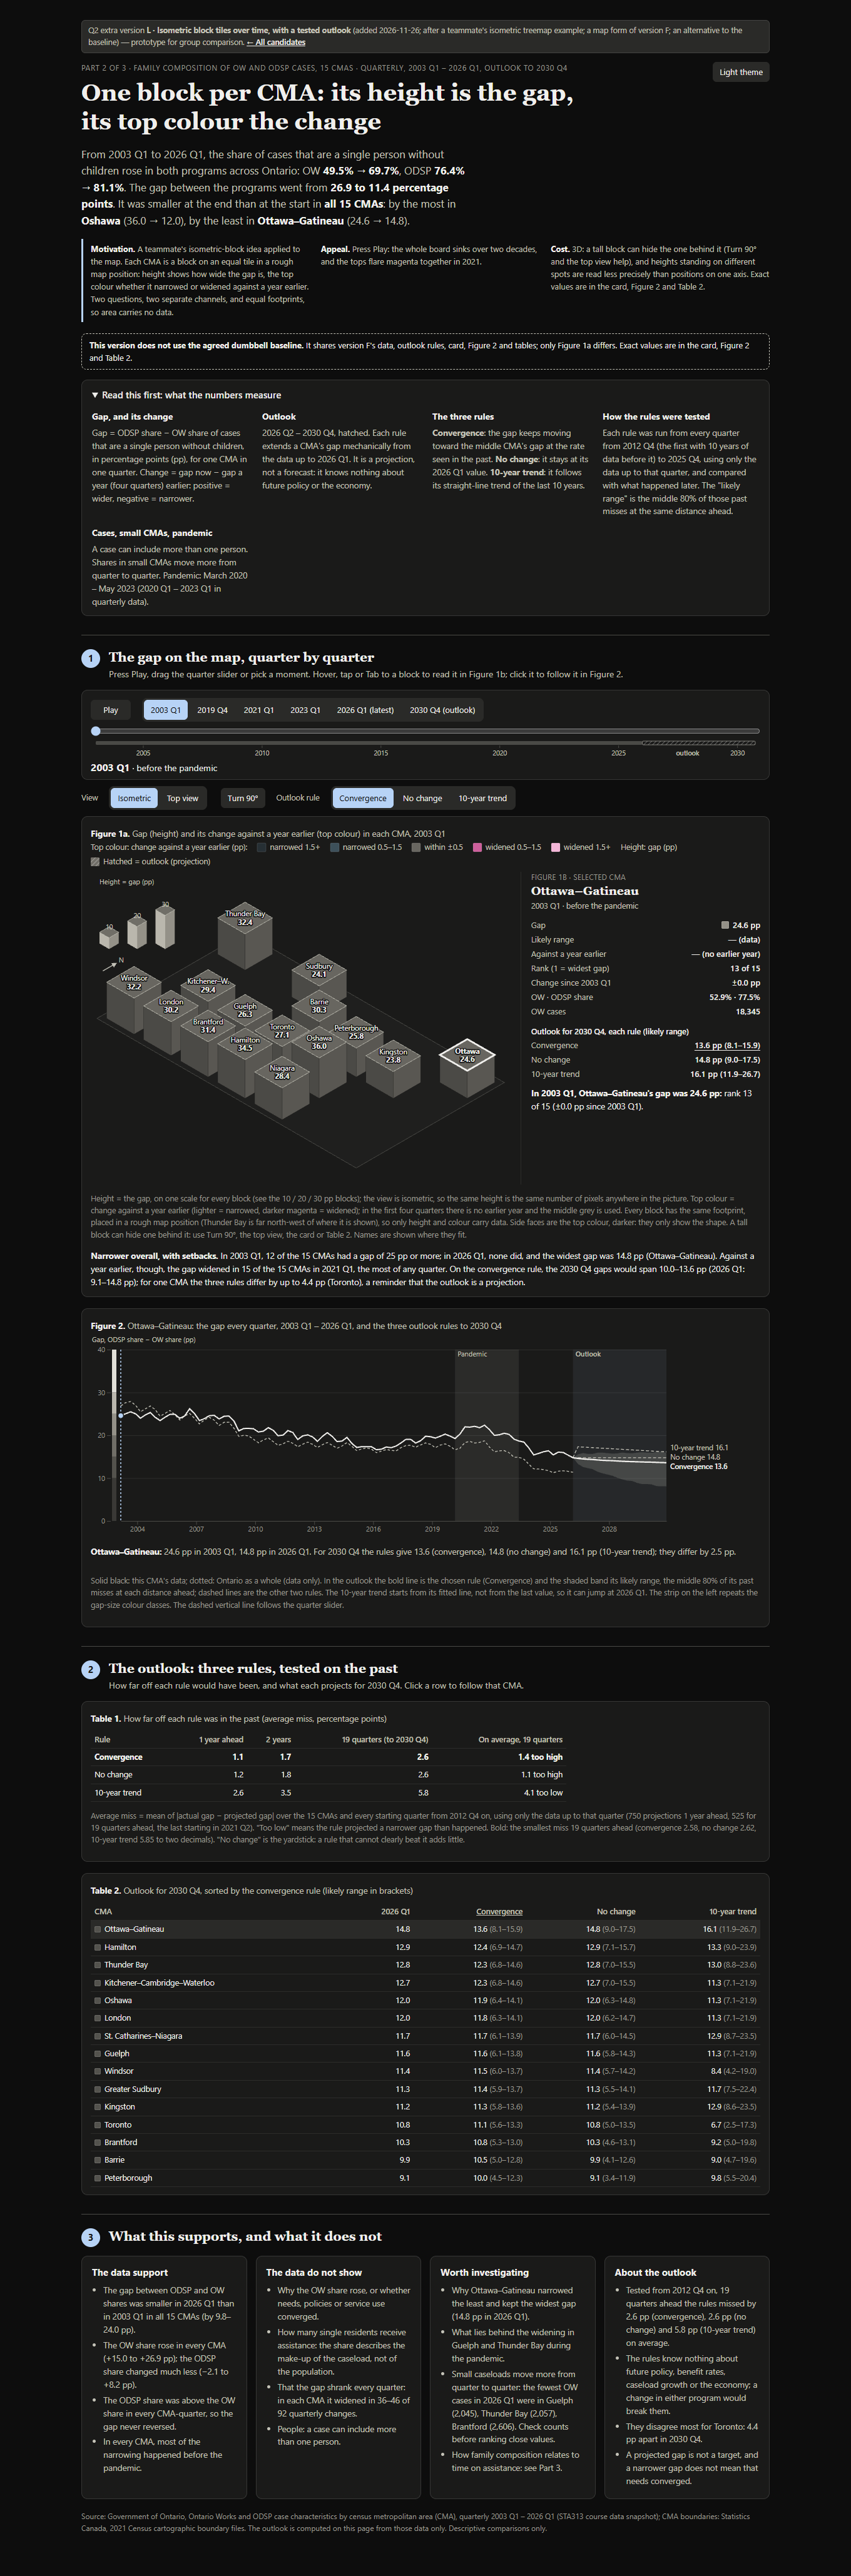 Q2 extra version L · Isometric block tiles over time, with a tested outlook (added 2026-11-26; after a teammate's isometric treemap example; a map form of version F; an alternative to the
baseline) — prototype for group comparison. ← All candidates
PART 2 OF 3 · FAMILY COMPOSITION OF OW AND ODSP CASES, 15 CMAS · QUARTERLY, 2003 Q1 – 2026 Q1, OUTLOOK TO 2030 Q4
Light theme
One block per CMA: its height is the gap,
its top colour the change
From 2003 Q1 to 2026 Q1, the share of cases that are a single person without
children rose in both programs across Ontario: OW 49.5% → 69.7%, ODSP 76.4%
→ 81.1%. The gap between the programs went from 26.9 to 11.4 percentage
points. It was smaller at the end than at the start in all 15 CMAs: by the most in
Oshawa (36.0 → 12.0), by the least in Ottawa–Gatineau (24.6 → 14.8).
Motivation. A teammate's isometric-block idea applied to
the map. Each CMA is a block on an equal tile in a rough
map position: height shows how wide the gap is, the top
colour whether it narrowed or widened against a year earlier.
Two questions, two separate channels, and equal footprints,
so area carries no data.
Appeal. Press Play: the whole board sinks over two decades,
and the tops flare magenta together in 2021.
Cost. 3D: a tall block can hide the one behind it (Turn 90°
and the top view help), and heights standing on different
spots are read less precisely than positions on one axis. Exact
values are in the card, Figure 2 and Table 2.
This version does not use the agreed dumbbell baseline. It shares version F's data, outlook rules, card, Figure 2 and tables; only Figure 1a differs. Exact values are in the card, Figure 2
and Table 2.
▼ Read this first: what the numbers measure
Gap, and its change
Gap = ODSP share − OW share of cases
that are a single person without children,
in percentage points (pp), for one CMA in
one quarter. Change = gap now − gap a
year (four quarters) earlier: positive =
wider, negative = narrower.
Outlook
2026 Q2 – 2030 Q4, hatched. Each rule
extends a CMA's gap mechanically from
the data up to 2026 Q1. It is a projection,
not a forecast: it knows nothing about
future policy or the economy.
The three rules
Convergence: the gap keeps moving
toward the middle CMA's gap at the rate
seen in the past. No change: it stays at its
2026 Q1 value. 10-year trend: it follows
its straight-line trend of the last 10 years.
How the rules were tested
Each rule was run from every quarter
from 2012 Q4 (the first with 10 years of
data before it) to 2025 Q4, using only the
data up to that quarter, and compared
with what happened later. The "likely
range" is the middle 80% of those past
misses at the same distance ahead.
Cases, small CMAs, pandemic
A case can include more than one person.
Shares in small CMAs move more from
quarter to quarter. Pandemic: March 2020
– May 2023 (2020 Q1 – 2023 Q1 in
quarterly data).
1
The gap on the map, quarter by quarter
Press Play, drag the quarter slider or pick a moment. Hover, tap or Tab to a block to read it in Figure 1b; click it to follow it in Figure 2.
Play 2003 Q1 2019 Q4 2021 Q1 2023 Q1 2026 Q1 (latest) 2030 Q4 (outlook)
2005 2010 2015 2020 2025 outlook 2030
2003 Q1 · before the pandemic
View Isometric Top view Turn 90° Outlook rule Convergence No change 10-year trend
Figure 1a. Gap (height) and its change against a year earlier (top colour) in each CMA, 2003 Q1
Top colour: change against a year earlier (pp): narrowed 1.5+ narrowed 0.5–1.5 within ±0.5 widened 0.5–1.5 widened 1.5+ Height: gap (pp)
Hatched = outlook (projection)
Height = gap (pp)
10
20
30
N
Thunder Bay
32.4
Sudbury
24.1
Windsor
32.2
Kitchener–W.
29.4
London
30.2
Guelph
26.3
Barrie
30.3
Brantford
31.4
Toronto
27.1
Peterborough
25.8
Hamilton
34.5
Oshawa
36.0
Kingston
23.8
Ottawa
24.6
Niagara
28.4
FIGURE 1B · SELECTED CMA
Ottawa–Gatineau
2003 Q1 · before the pandemic
Gap 24.6 pp
Likely range — (data)
Against a year earlier — (no earlier year)
Rank (1 = widest gap) 13 of 15
Change since 2003 Q1 ±0.0 pp
OW · ODSP share 52.9% · 77.5%
OW cases 18,345
Outlook for 2030 Q4, each rule (likely range)
Convergence 13.6 pp (8.1–15.9)
No change 14.8 pp (9.0–17.5)
10-year trend 16.1 pp (11.9–26.7)
In 2003 Q1, Ottawa–Gatineau's gap was 24.6 pp: rank 13
of 15 (±0.0 pp since 2003 Q1).
Height = the gap, on one scale for every block (see the 10 / 20 / 30 pp blocks); the view is isometric, so the same height is the same number of pixels anywhere in the picture. Top colour =
change against a year earlier (lighter = narrowed, darker magenta = widened); in the first four quarters there is no earlier year and the middle grey is used. Every block has the same footprint,
placed in a rough map position (Thunder Bay is far north-west of where it is shown), so only height and colour carry data. Side faces are the top colour, darker: they only show the shape. A tall
block can hide one behind it: use Turn 90°, the top view, the card or Table 2. Names are shown where they fit.
Narrower overall, with setbacks. In 2003 Q1, 12 of the 15 CMAs had a gap of 25 pp or more; in 2026 Q1, none did, and the widest gap was 14.8 pp (Ottawa–Gatineau). Against a
year earlier, though, the gap widened in 15 of the 15 CMAs in 2021 Q1, the most of any quarter. On the convergence rule, the 2030 Q4 gaps would span 10.0–13.6 pp (2026 Q1:
9.1–14.8 pp); for one CMA the three rules differ by up to 4.4 pp (Toronto), a reminder that the outlook is a projection.
Figure 2. Ottawa–Gatineau: the gap every quarter, 2003 Q1 – 2026 Q1, and the three outlook rules to 2030 Q4
Gap, ODSP share − OW share (pp)
40
30
20
10
0
Pandemic
Outlook
10-year trend 16.1
No change 14.8
Convergence 13.6
2004 2007 2010 2013 2016 2019 2022 2025 2028
Ottawa–Gatineau: 24.6 pp in 2003 Q1, 14.8 pp in 2026 Q1. For 2030 Q4 the rules give 13.6 (convergence), 14.8 (no change) and 16.1 pp (10-year trend); they differ by 2.5 pp.
Solid black: this CMA's data; dotted: Ontario as a whole (data only). In the outlook the bold line is the chosen rule (Convergence) and the shaded band its likely range, the middle 80% of its past
misses at each distance ahead; dashed lines are the other two rules. The 10-year trend starts from its fitted line, not from the last value, so it can jump at 2026 Q1. The strip on the left repeats the
gap-size colour classes. The dashed vertical line follows the quarter slider.
2
The outlook: three rules, tested on the past
How far off each rule would have been, and what each projects for 2030 Q4. Click a row to follow that CMA.
Table 1. How far off each rule was in the past (average miss, percentage points)
Rule 1 year ahead 2 years 19 quarters (to 2030 Q4) On average, 19 quarters
Convergence 1.1 1.7 2.6 1.4 too high
No change 1.2 1.8 2.6 1.1 too high
10-year trend 2.6 3.5 5.8 4.1 too low
Average miss = mean of |actual gap − projected gap| over the 15 CMAs and every starting quarter from 2012 Q4 on, using only the data up to that quarter (750 projections 1 year ahead, 525 for
19 quarters ahead, the last starting in 2021 Q2). "Too low" means the rule projected a narrower gap than happened. Bold: the smallest miss 19 quarters ahead (convergence 2.58, no change 2.62,
10-year trend 5.85 to two decimals). "No change" is the yardstick: a rule that cannot clearly beat it adds little.
Table 2. Outlook for 2030 Q4, sorted by the convergence rule (likely range in brackets)
CMA 2026 Q1 Convergence No change 10-year trend
Ottawa–Gatineau 14.8 13.6 (8.1–15.9) 14.8 (9.0–17.5) 16.1 (11.9–26.7)
Hamilton 12.9 12.4 (6.9–14.7) 12.9 (7.1–15.7) 13.3 (9.0–23.9)
Thunder Bay 12.8 12.3 (6.8–14.6) 12.8 (7.0–15.5) 13.0 (8.8–23.6)
Kitchener–Cambridge–Waterloo 12.7 12.3 (6.8–14.6) 12.7 (7.0–15.5) 11.3 (7.1–21.9)
Oshawa 12.0 11.9 (6.4–14.1) 12.0 (6.3–14.8) 11.3 (7.1–21.9)
London 12.0 11.8 (6.3–14.1) 12.0 (6.2–14.7) 11.3 (7.1–21.9)
St. Catharines–Niagara 11.7 11.7 (6.1–13.9) 11.7 (6.0–14.5) 12.9 (8.7–23.5)
Guelph 11.6 11.6 (6.1–13.8) 11.6 (5.8–14.3) 11.3 (7.1–21.9)
Windsor 11.4 11.5 (6.0–13.7) 11.4 (5.7–14.2) 8.4 (4.2–19.0)
Greater Sudbury 11.3 11.4 (5.9–13.7) 11.3 (5.5–14.1) 11.7 (7.5–22.4)
Kingston 11.2 11.3 (5.8–13.6) 11.2 (5.4–13.9) 12.9 (8.6–23.5)
Toronto 10.8 11.1 (5.6–13.3) 10.8 (5.0–13.5) 6.7 (2.5–17.3)
Brantford 10.3 10.8 (5.3–13.0) 10.3 (4.6–13.1) 9.2 (5.0–19.8)
Barrie 9.9 10.5 (5.0–12.8) 9.9 (4.1–12.6) 9.0 (4.7–19.6)
Peterborough 9.1 10.0 (4.5–12.3) 9.1 (3.4–11.9) 9.8 (5.5–20.4)
3
What this supports, and what it does not
The data support
• The gap between ODSP and OW
shares was smaller in 2026 Q1 than
in 2003 Q1 in all 15 CMAs (by 9.8–
24.0 pp).
• The OW share rose in every CMA
(+15.0 to +26.9 pp); the ODSP
share changed much less (−2.1 to
+8.2 pp).
• The ODSP share was above the OW
share in every CMA-quarter, so the
gap never reversed.
• In every CMA, most of the
narrowing happened before the
pandemic.
The data do not show
• Why the OW share rose, or whether
needs, policies or service use
converged.
• How many single residents receive
assistance: the share describes the
make-up of the caseload, not of
the population.
• That the gap shrank every quarter:
in each CMA it widened in 36–46 of
92 quarterly changes.
• People: a case can include more
than one person.
Worth investigating
• Why Ottawa–Gatineau narrowed
the least and kept the widest gap
(14.8 pp in 2026 Q1).
• What lies behind the widening in
Guelph and Thunder Bay during
the pandemic.
• Small caseloads move more from
quarter to quarter: the fewest OW
cases in 2026 Q1 were in Guelph
(2,045), Thunder Bay (2,057),
Brantford (2,606). Check counts
before ranking close values.
• How family composition relates to
time on assistance: see Part 3.
About the outlook
• Tested from 2012 Q4 on, 19
quarters ahead the rules missed by
2.6 pp (convergence), 2.6 pp (no
change) and 5.8 pp (10-year trend)
on average.
• The rules know nothing about
future policy, benefit rates,
caseload growth or the economy; a
change in either program would
break them.
• They disagree most for Toronto: 4.4
pp apart in 2030 Q4.
• A projected gap is not a target, and
a narrower gap does not mean that
needs converged.
Source: Government of Ontario, Ontario Works and ODSP case characteristics by census metropolitan area (CMA), quarterly 2003 Q1 – 2026 Q1 (STA313 course data snapshot); CMA boundaries: Statistics
Canada, 2021 Census cartographic boundary files. The outlook is computed on this page from those data only. Descriptive comparisons only.